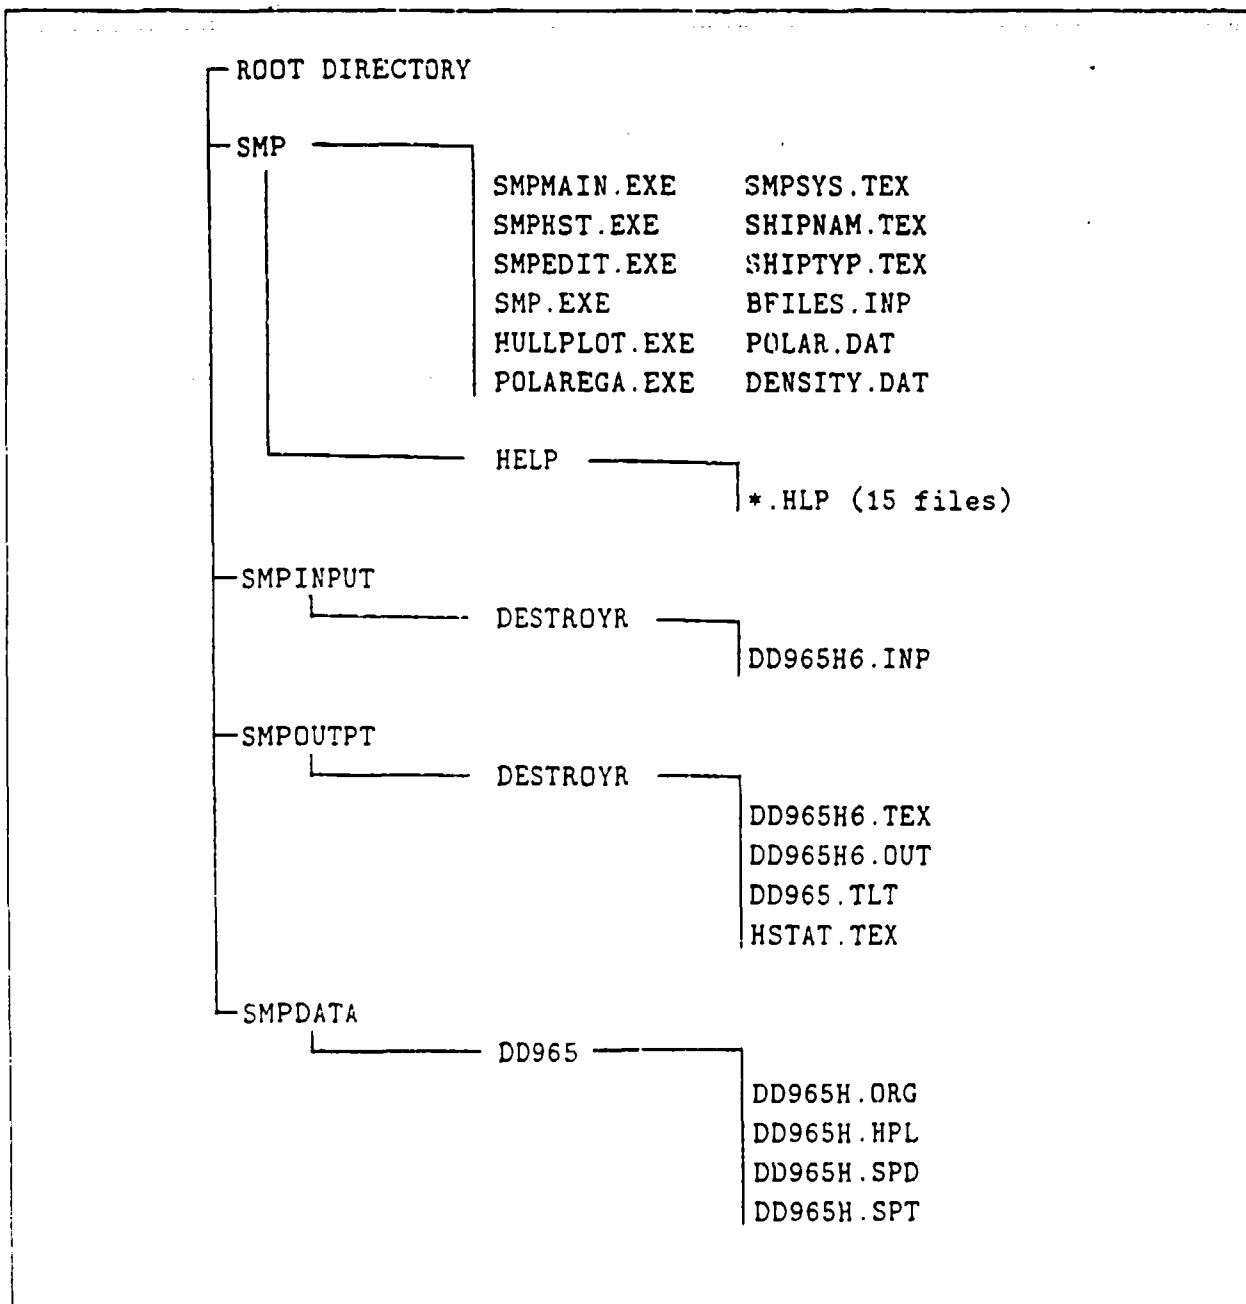 ROOT DIRECTORY
SMP
SMPMAIN.EXE SMPSYS.TEX
SMPHST.EXE SHIPNAM.TEX
SMPEDIT.EXE SHIPTYP.TEX
SMP.EXE BFILES.INP
HULLPLOT.EXE POLAR.DAT
POLAREGA.EXE DENSITY.DAT
HELP
*.HLP (15 files)
SMPINPUT
DESTROYR
DD965H6.INP
SMPOUTPT
DESTROYR
DD965H6.TEX
DD965H6.OUT
DD965.TLT
HSTAT.TEX
SMPDATA
DD965
DD965H.ORG
DD965H.HPL
DD965H.SPD
DD965H.SPT